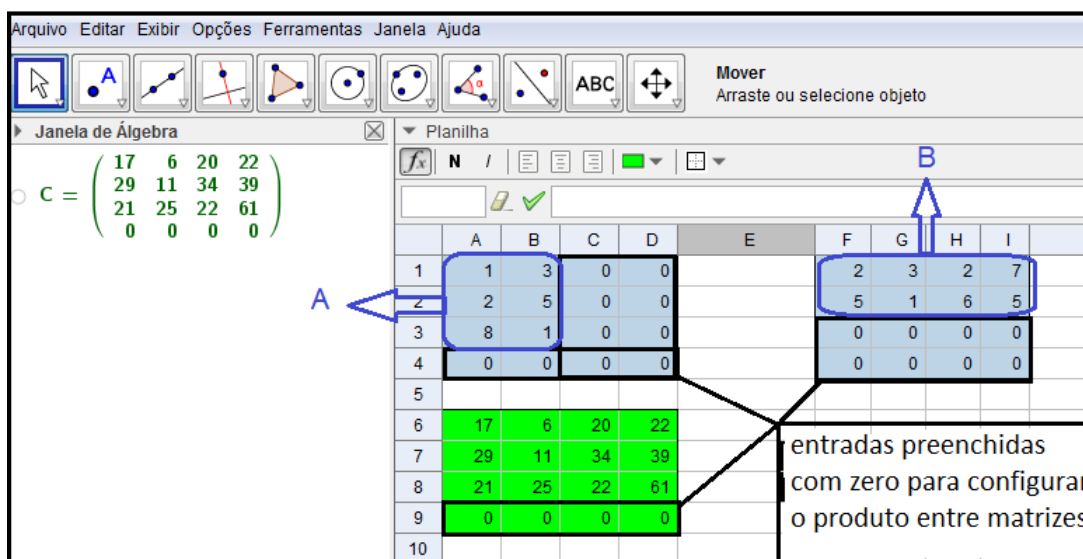 Arquivo Editar Exibir Opções Ferramentas Janela Ajuda
A
α
ABC
Mover
Arraste ou selecione objeto
Janela de Álgebra
C =
17 6 20 22
29 11 34 39
21 25 22 61
0 0 0 0
Planilha
fx N I
B
A B C D E F G H I
1 1 3 0 0 2 3 2 7
A
2 2 5 0 0 5 1 6 5
3 8 1 0 0 0 0 0 0
4 0 0 0 0 0 0 0 0
5
6 17 6 20 22
7 29 11 34 39
8 21 25 22 61
9 0 0 0 0
10
entradas preenchidas
com zero para configurar
o produto entre matrizes